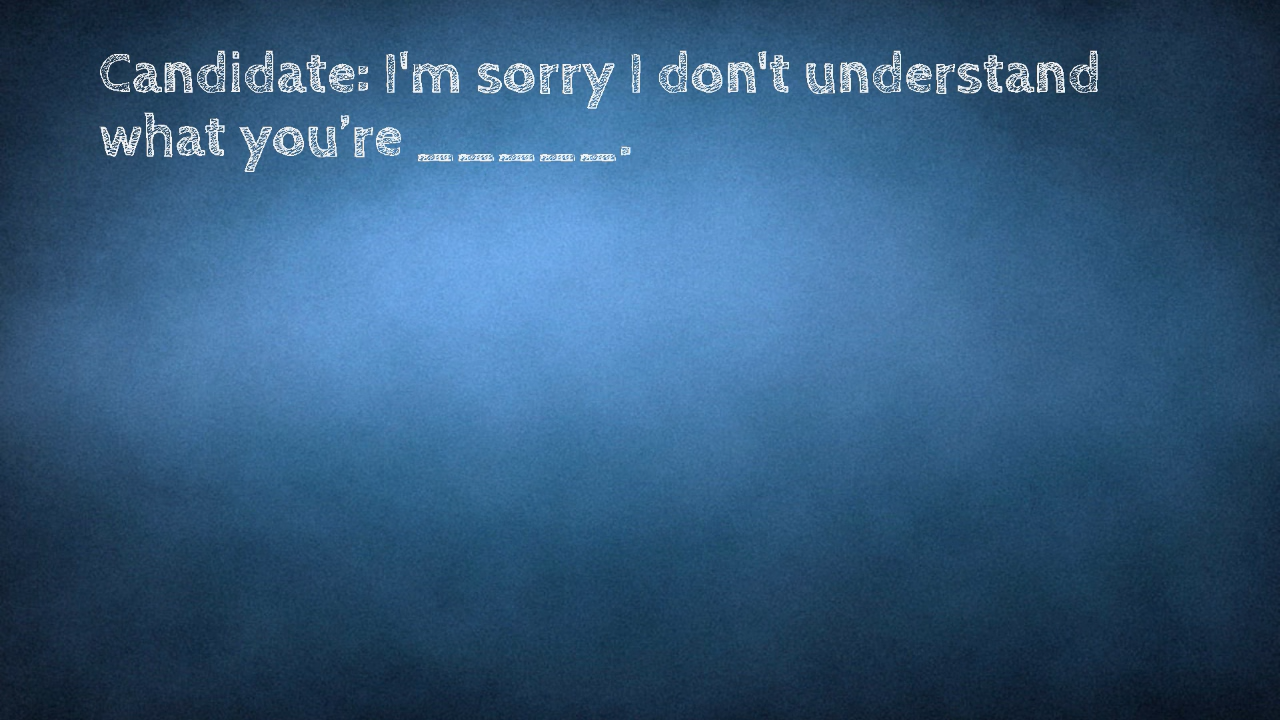 Candidate: I'm sorry I don't understand
what you’re _____.